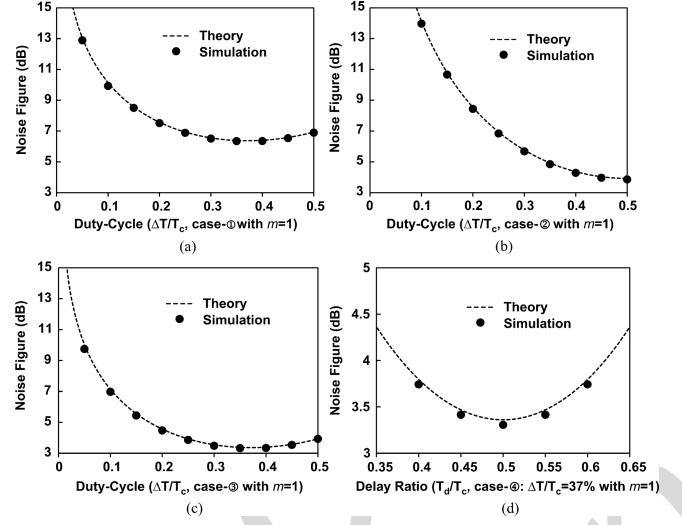 15
13
11
9
7
5
3
Noise Figure (dB)
Theory
Simulation
0 0.1 0.2 0.3 0.4 0.5
Duty-Cycle (ΔT/Tc, case-① with m=1)
(a)
15
13
11
9
7
5
3
Noise Figure (dB)
Theory
Simulation
0 0.1 0.2 0.3 0.4 0.5
Duty-Cycle (ΔT/Tc, case-② with m=1)
(b)
15
13
11
9
7
5
3
Noise Figure (dB)
Theory
Simulation
0 0.1 0.2 0.3 0.4 0.5
Duty-Cycle (ΔT/Tc, case-③ with m=1)
(c)
5
4.5
4
3.5
3
Noise Figure (dB)
Theory
Simulation
0.35 0.4 0.45 0.5 0.55 0.6 0.65
Delay Ratio (Td/Tc, case-④: ΔT/Tc=37% with m=1)
(d)